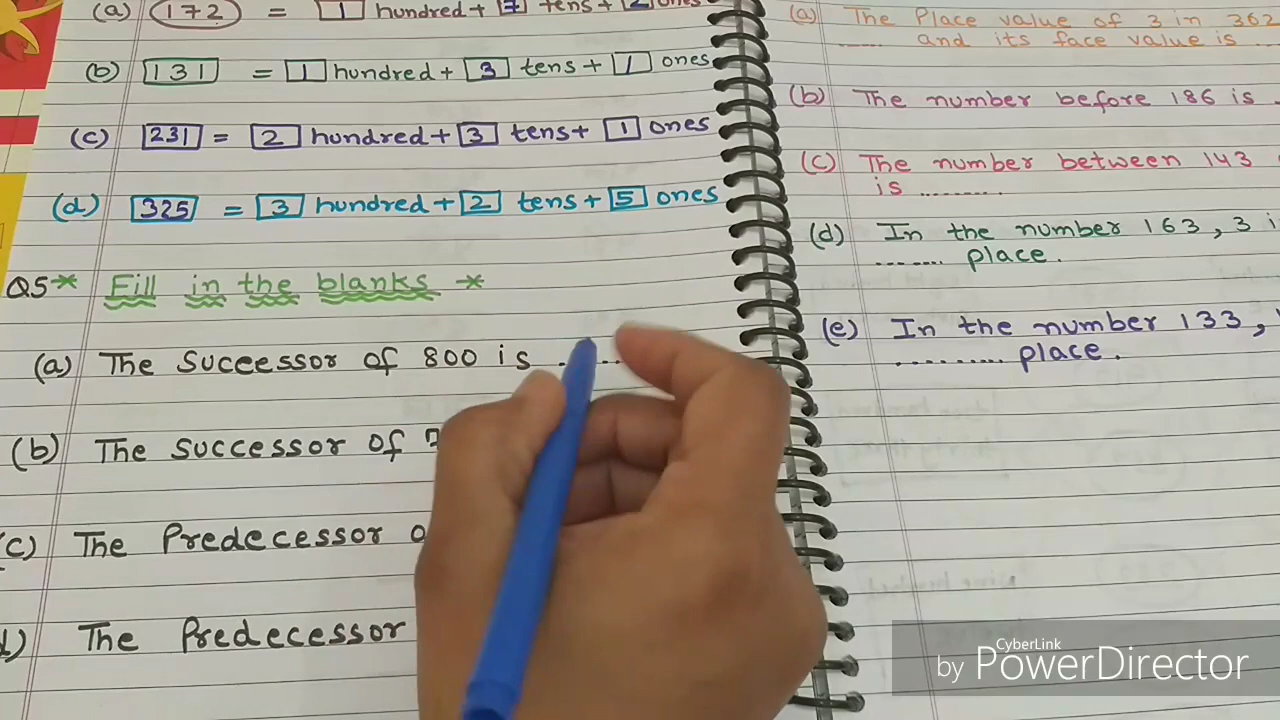 (a) 172 = 1 hundred + 7 tens + 2 ones
(b) 131 = 1 hundred + 3 tens + 1 ones
(c) 231 = 2 hundred + 3 tens + 1 ones
(d) 325 = 3 hundred + 2 tens + 5 ones
Q5* Fill in the blanks *
(a) The Successor of 800 is ......
(b) The Successor of
(c) The Predecessor
The Predecessor
(a) The Place value of 3 in 362
...... and its face value is ...
(b) The number before 186 is .
(c) The number between 143
is ..........
(d) In the number 163, 3
........ place.
(e) In the number 133,
.......... place.
CyberLink
by PowerDirector